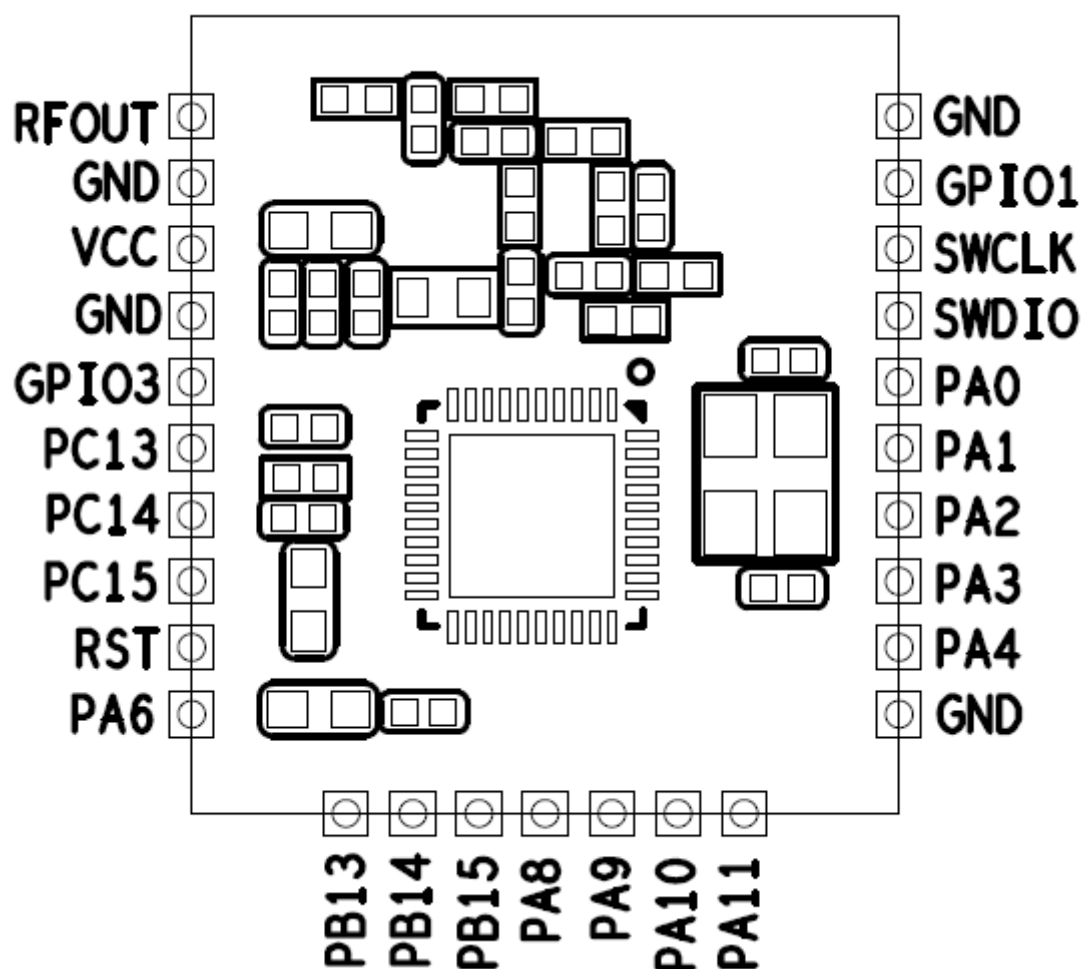 RFOUT
GND
VCC
GND
GPIO3
PC13
PC14
PC15
RST
PA6
GND
GPIO1
SWCLK
SWDIO
PA0
PA1
PA2
PA3
PA4
GND
PB13
PB14
PB15
PA8
PA9
PA10
PA11